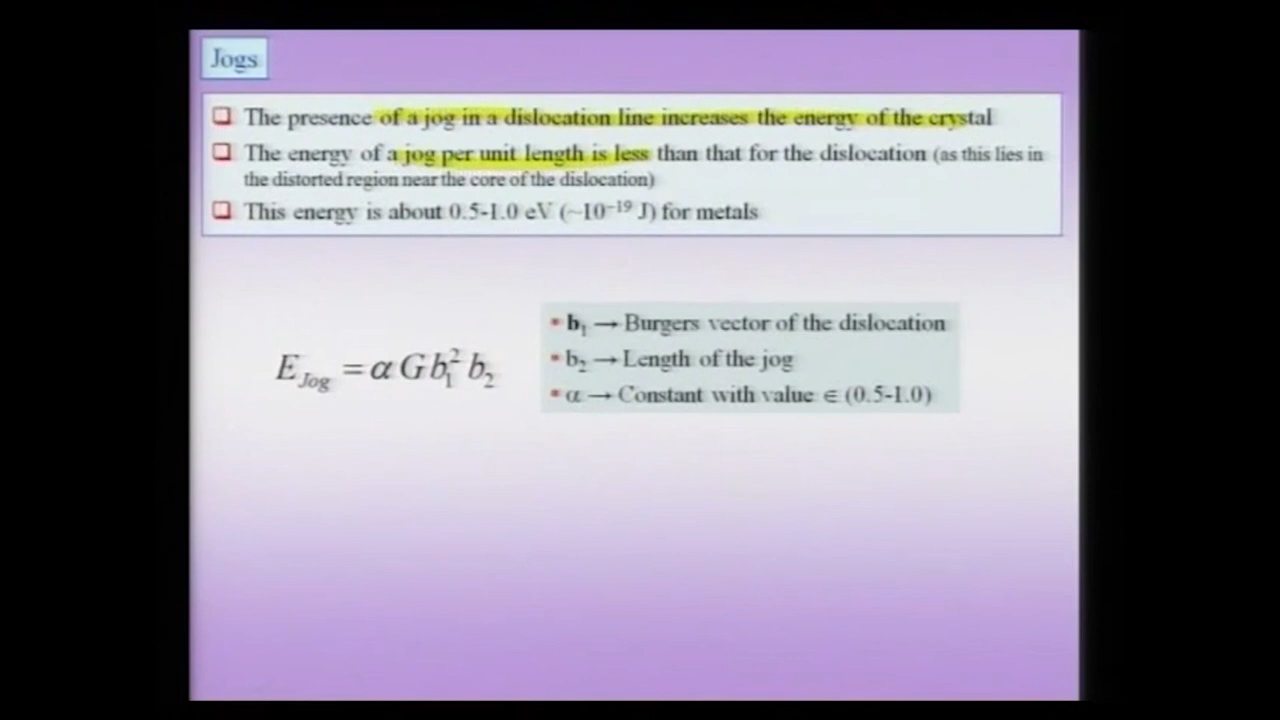 Jogs
❑ The presence of a jog in a dislocation line increases the energy of the crystal
❑ The energy of a jog per unit length is less than that for the dislocation (as this lies in
the distorted region near the core of the dislocation)
❑ This energy is about 0.5-1.0 eV (~10⁻¹⁹ J) for metals
E_Jog = α G b₁² b₂
▪ b₁ → Burgers vector of the dislocation
▪ b₂ → Length of the jog
▪ α → Constant with value ∈ (0.5-1.0)